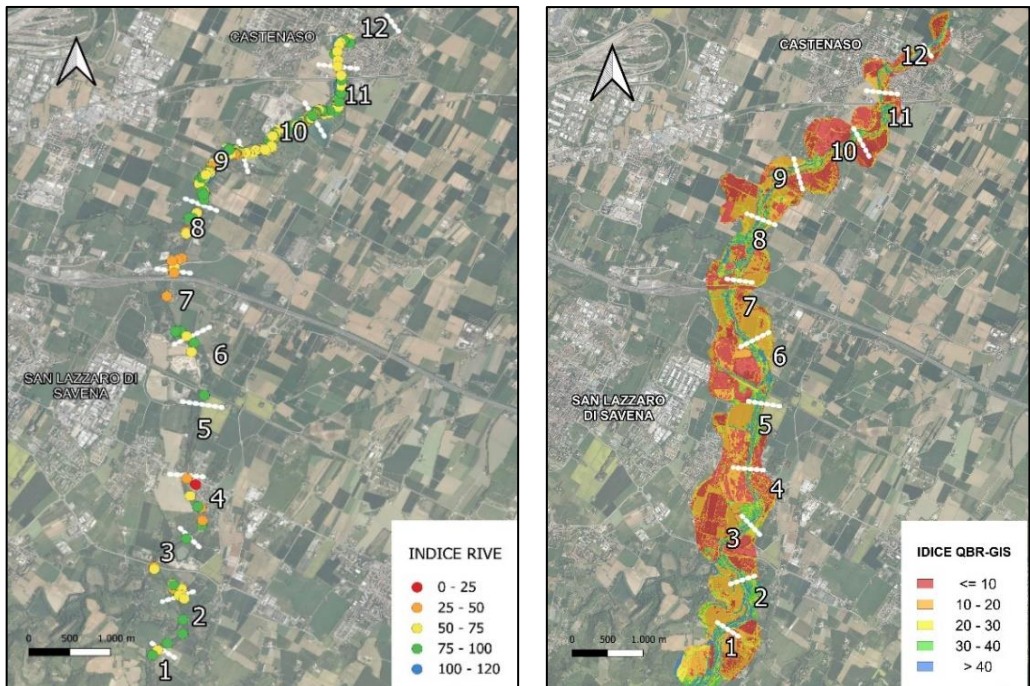 CASTENASO
12
11
10
9
8
7
6
SAN LAZZARO DI
SAVENA
5
4
3
2
1
INDICE RIVE
0 - 25
25 - 50
50 - 75
75 - 100
100 - 120
0 500 1.000 m
CASTENASO
12
11
10
9
8
7
6
SAN LAZZARO
DI SAVENA
5
4
3
2
1
IDICE QBR-GIS
<= 10
10 - 20
20 - 30
30 - 40
> 40
0 500 1.000 m